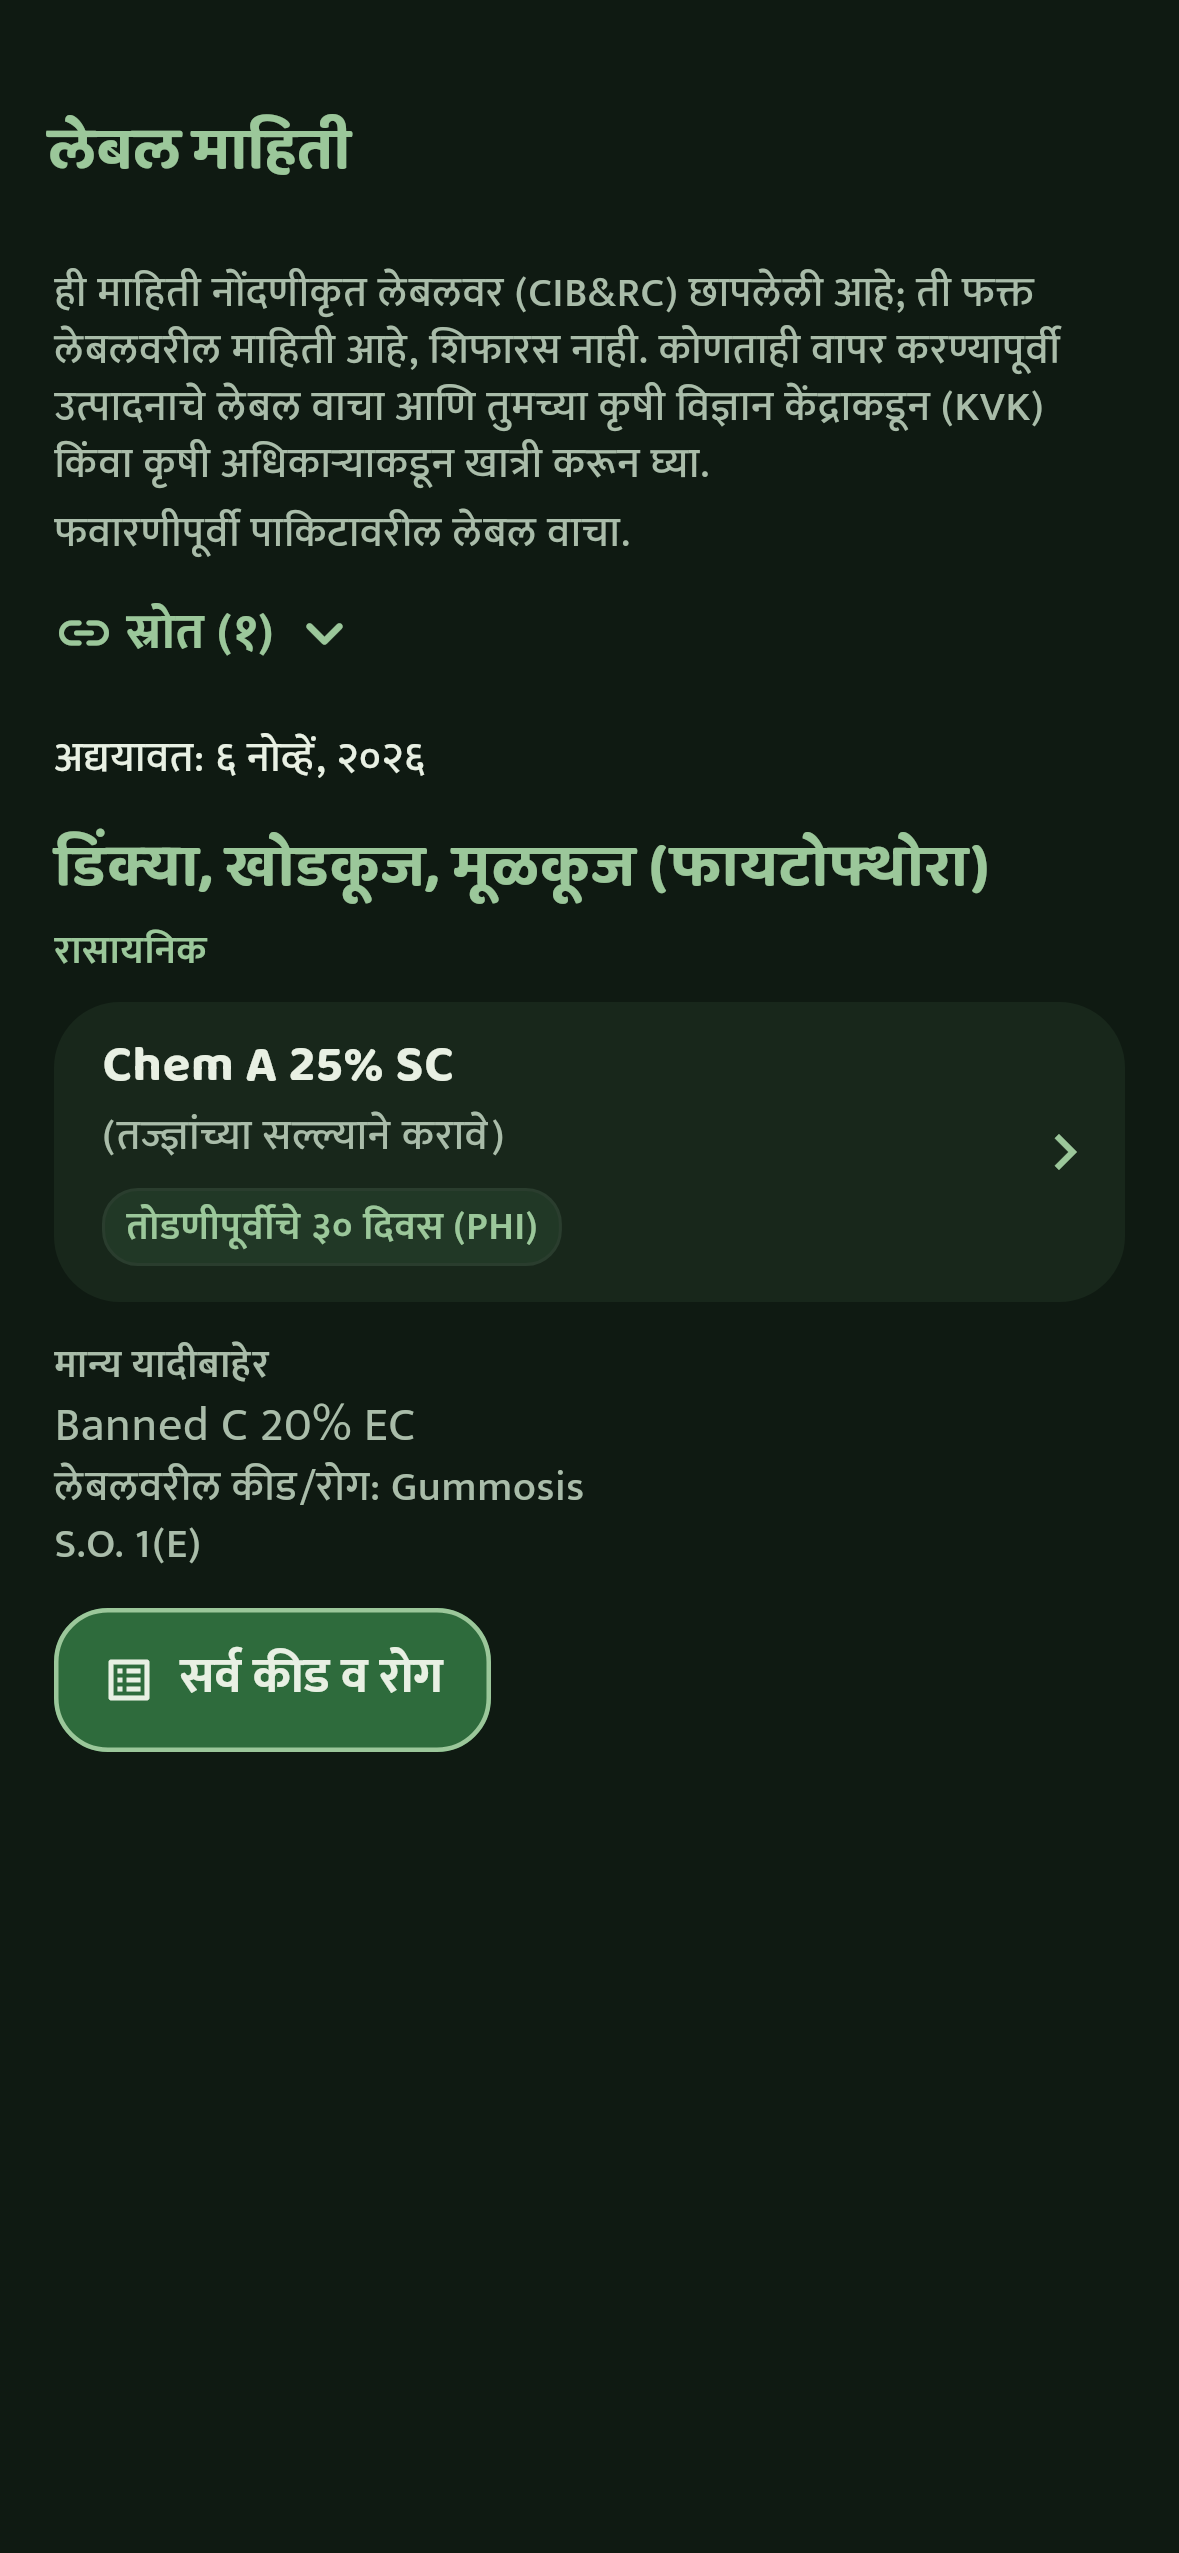 लेबल माहिती
ही माहिती नोंदणीकृत लेबलवर (CIB&RC) छापलेली आहे; ती फक्त
लेबलवरील माहिती आहे, शिफारस नाही. कोणताही वापर करण्यापूर्वी
उत्पादनाचे लेबल वाचा आणि तुमच्या कृषी विज्ञान केंद्राकडून (KVK)
किंवा कृषी अधिकाऱ्याकडून खात्री करून घ्या.
फवारणीपूर्वी पाकिटावरील लेबल वाचा.
स्रोत (१)
अद्ययावत: ६ नोव्हें, २०२६
डिंक्या, खोडकूज, मूळकूज (फायटोफ्थोरा)
रासायनिक
Chem A 25% SC
(तज्ज्ञांच्या सल्ल्याने करावे)
तोडणीपूर्वीचे ३० दिवस (PHI)
मान्य यादीबाहेर
Banned C 20% EC
लेबलवरील कीड/रोग: Gummosis
S.O. 1(E)
सर्व कीड व रोग